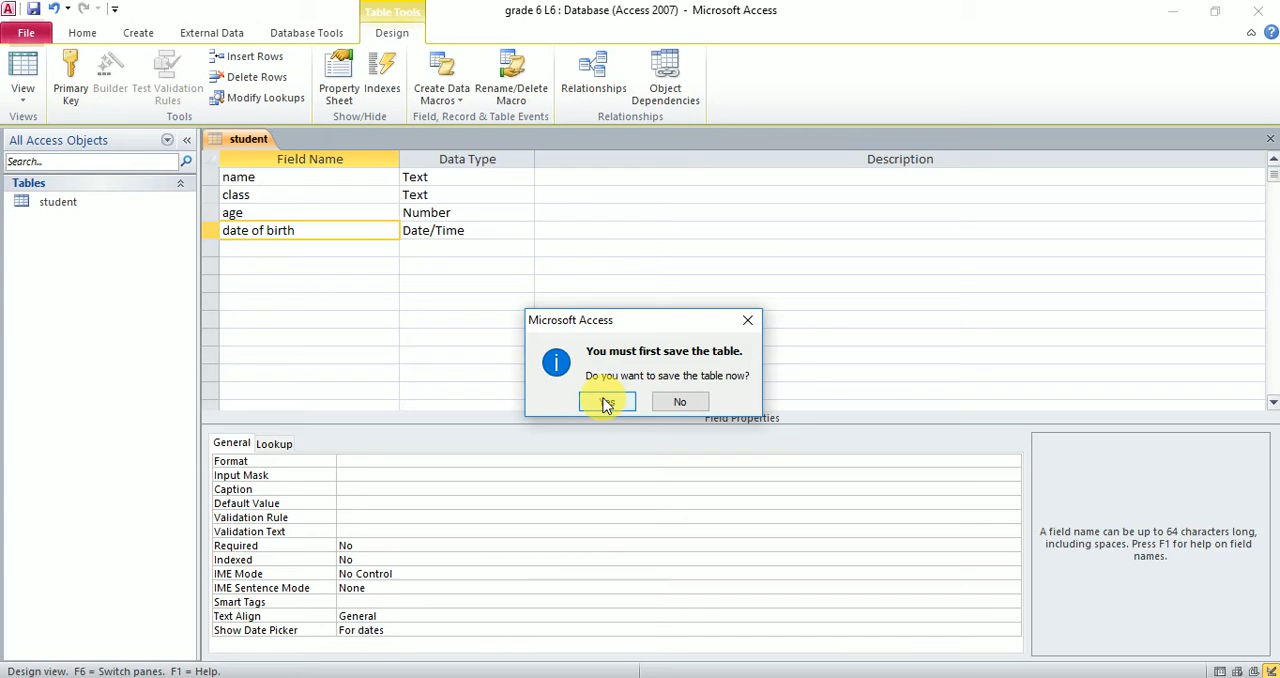 Table Tools
grade 6 L6 : Database (Access 2007) - Microsoft Access
File Home Create External Data Database Tools Design
View
Views
Primary Key
Builder
Test Validation Rules
Insert Rows
Delete Rows
Modify Lookups
Tools
Property Sheet
Indexes
Show/Hide
Create Data Macros
Rename/Delete Macro
Field, Record & Table Events
Relationships
Object Dependencies
Relationships
All Access Objects
Search...
Tables
student
student
Field Name Data Type Description
name Text
class Text
age Number
date of birth Date/Time
Microsoft Access
You must first save the table.
Do you want to save the table now?
No
Field Properties
General Lookup
Format
Input Mask
Caption
Default Value
Validation Rule
Validation Text
Required No
Indexed No
IME Mode No Control
IME Sentence Mode None
Smart Tags
Text Align General
Show Date Picker For dates
A field name can be up to 64 characters long,
including spaces. Press F1 for help on field
names.
Design view. F6 = Switch panes. F1 = Help.